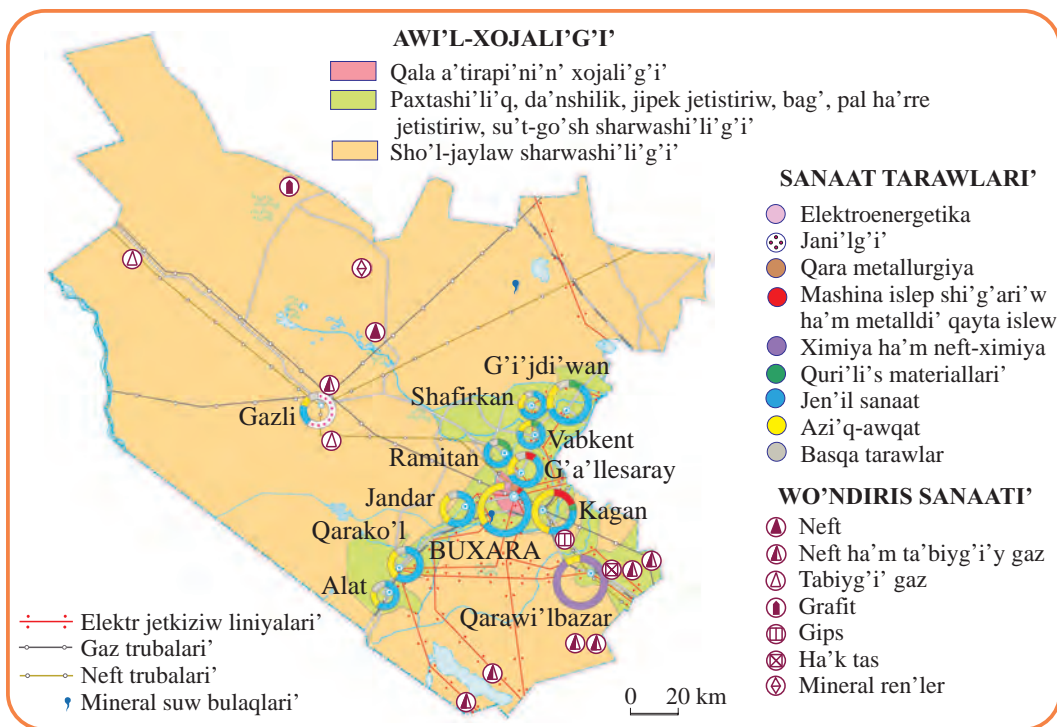 AWI'L-XOJALI'G'I'
Qala a'tirapi'ni'n' xojali'g'i'
Paxtashi'li'q, da'nshilik, jipek jetistiriw, bag', pal ha'rre
jetistiriw, su't-go'sh sharwashi'li'g'i'
Sho'l-jaylaw sharwashi'li'g'i'
SANAAT TARAWLARI'
Elektroenergetika
Jani'lg'i'
Qara metallurgiya
Mashina islep shi'g'ari'w
ha'm metalldi' qayta islew
Ximiya ha'm neft-ximiya
Quri'li's materiallari'
Jen'il sanaat
Azi'q-awqat
Basqa tarawlar
WO'NDIRIS SANAATI'
Neft
Neft ha'm ta'biyg'i'y gaz
Tabiyg'i' gaz
Grafit
Gips
Ha'k tas
Mineral ren'ler
G'i'jdi'wan
Shafirkan
Gazli
Vabkent
Ramitan
G'a'llesaray
Jandar
Kagan
Qarako'l
BUXARA
Alat
Qarawi'lbazar
Elektr jetkiziw liniyalari'
Gaz trubalari'
Neft trubalari'
Mineral suw bulaqlari'
0 20 km